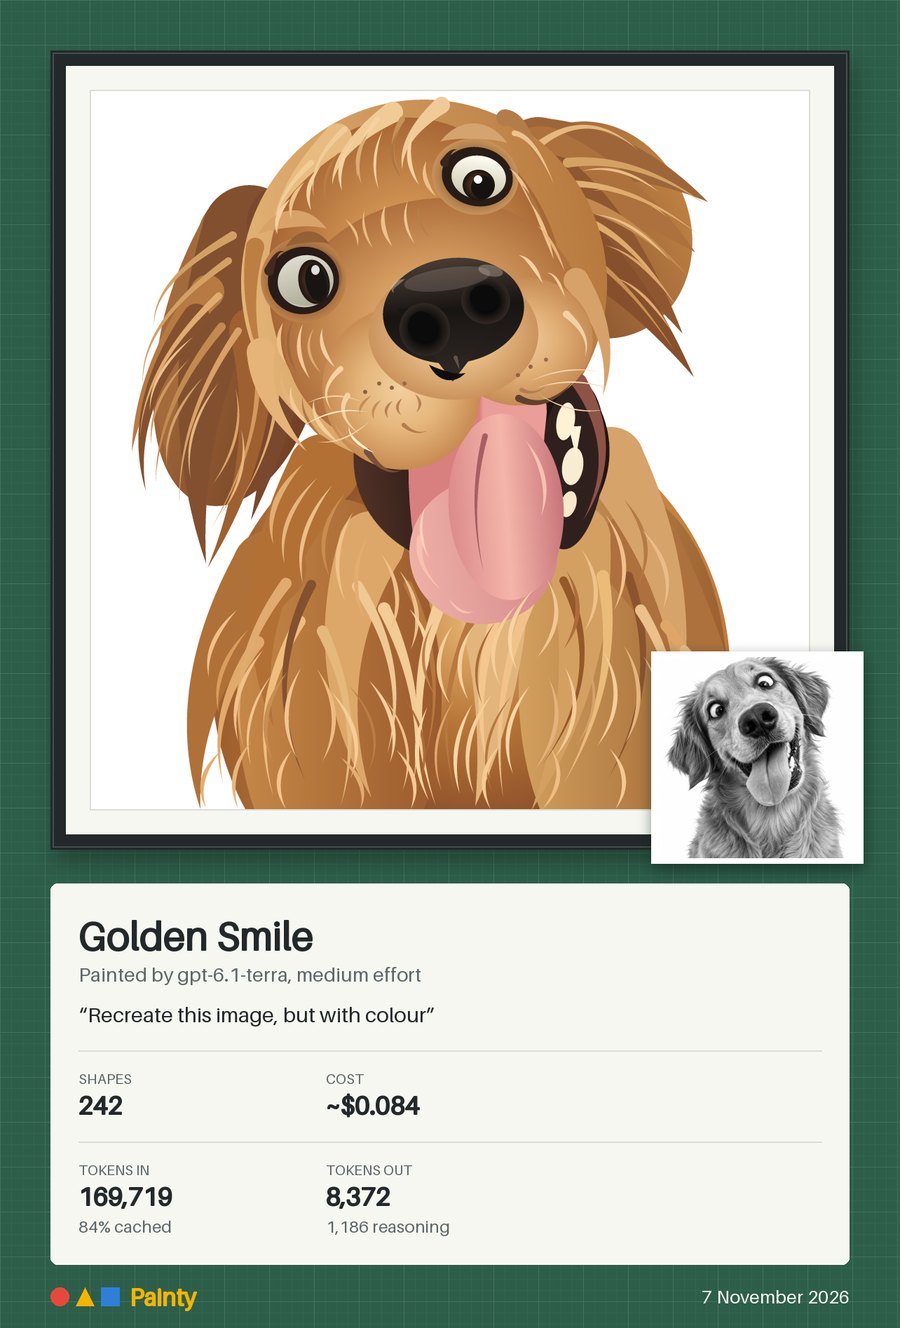 Golden Smile
Painted by gpt-6.1-terra, medium effort
“Recreate this image, but with colour”
SHAPES
242
COST
~$0.084
TOKENS IN
169,719
84% cached
TOKENS OUT
8,372
1,186 reasoning
Painty
7 November 2026